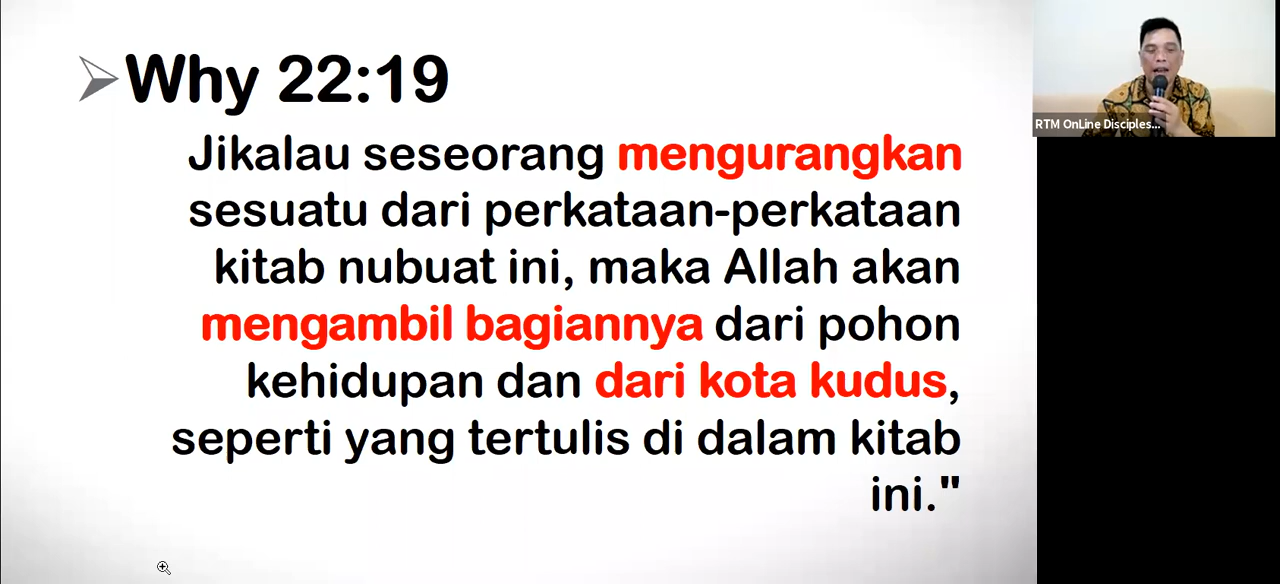 Why 22:19
Jikalau seseorang mengurangkan
sesuatu dari perkataan-perkataan
kitab nubuat ini, maka Allah akan
mengambil bagiannya dari pohon
kehidupan dan dari kota kudus,
seperti yang tertulis di dalam kitab
ini."
RTM OnLine Disciples...